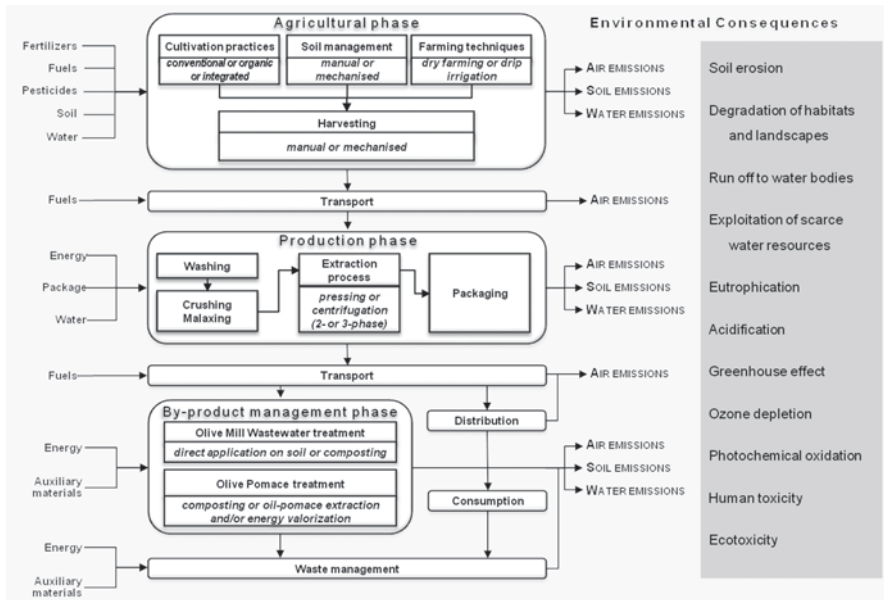 Agricultural phase
Environmental Consequences
Fertilizers
Fuels
Pesticides
Soil
Water
Cultivation practices
conventional or organic
or integrated
Soil management
manual or
mechanised
Farming techniques
dry farming or drip
irrigation
Harvesting
manual or mechanised
AIR EMISSIONS
SOIL EMISSIONS
WATER EMISSIONS
Fuels
Transport
AIR EMISSIONS
Production phase
Energy
Package
Water
Washing
Crushing
Malaxing
Extraction
process
pressing or
centrifugation
(2- or 3-phase)
Packaging
AIR EMISSIONS
SOIL EMISSIONS
WATER EMISSIONS
Fuels
Transport
AIR EMISSIONS
By-product management phase
Distribution
Olive Mill Wastewater treatment
direct application on soil or composting
Energy
Auxiliary
materials
Olive Pomace treatment
composting or oil-pomace extraction
and/or energy valorization
Consumption
AIR EMISSIONS
SOIL EMISSIONS
WATER EMISSIONS
Energy
Auxiliary
materials
Waste management
Soil erosion
Degradation of habitats
and landscapes
Run off to water bodies
Exploitation of scarce
water resources
Eutrophication
Acidification
Greenhouse effect
Ozone depletion
Photochemical oxidation
Human toxicity
Ecotoxicity